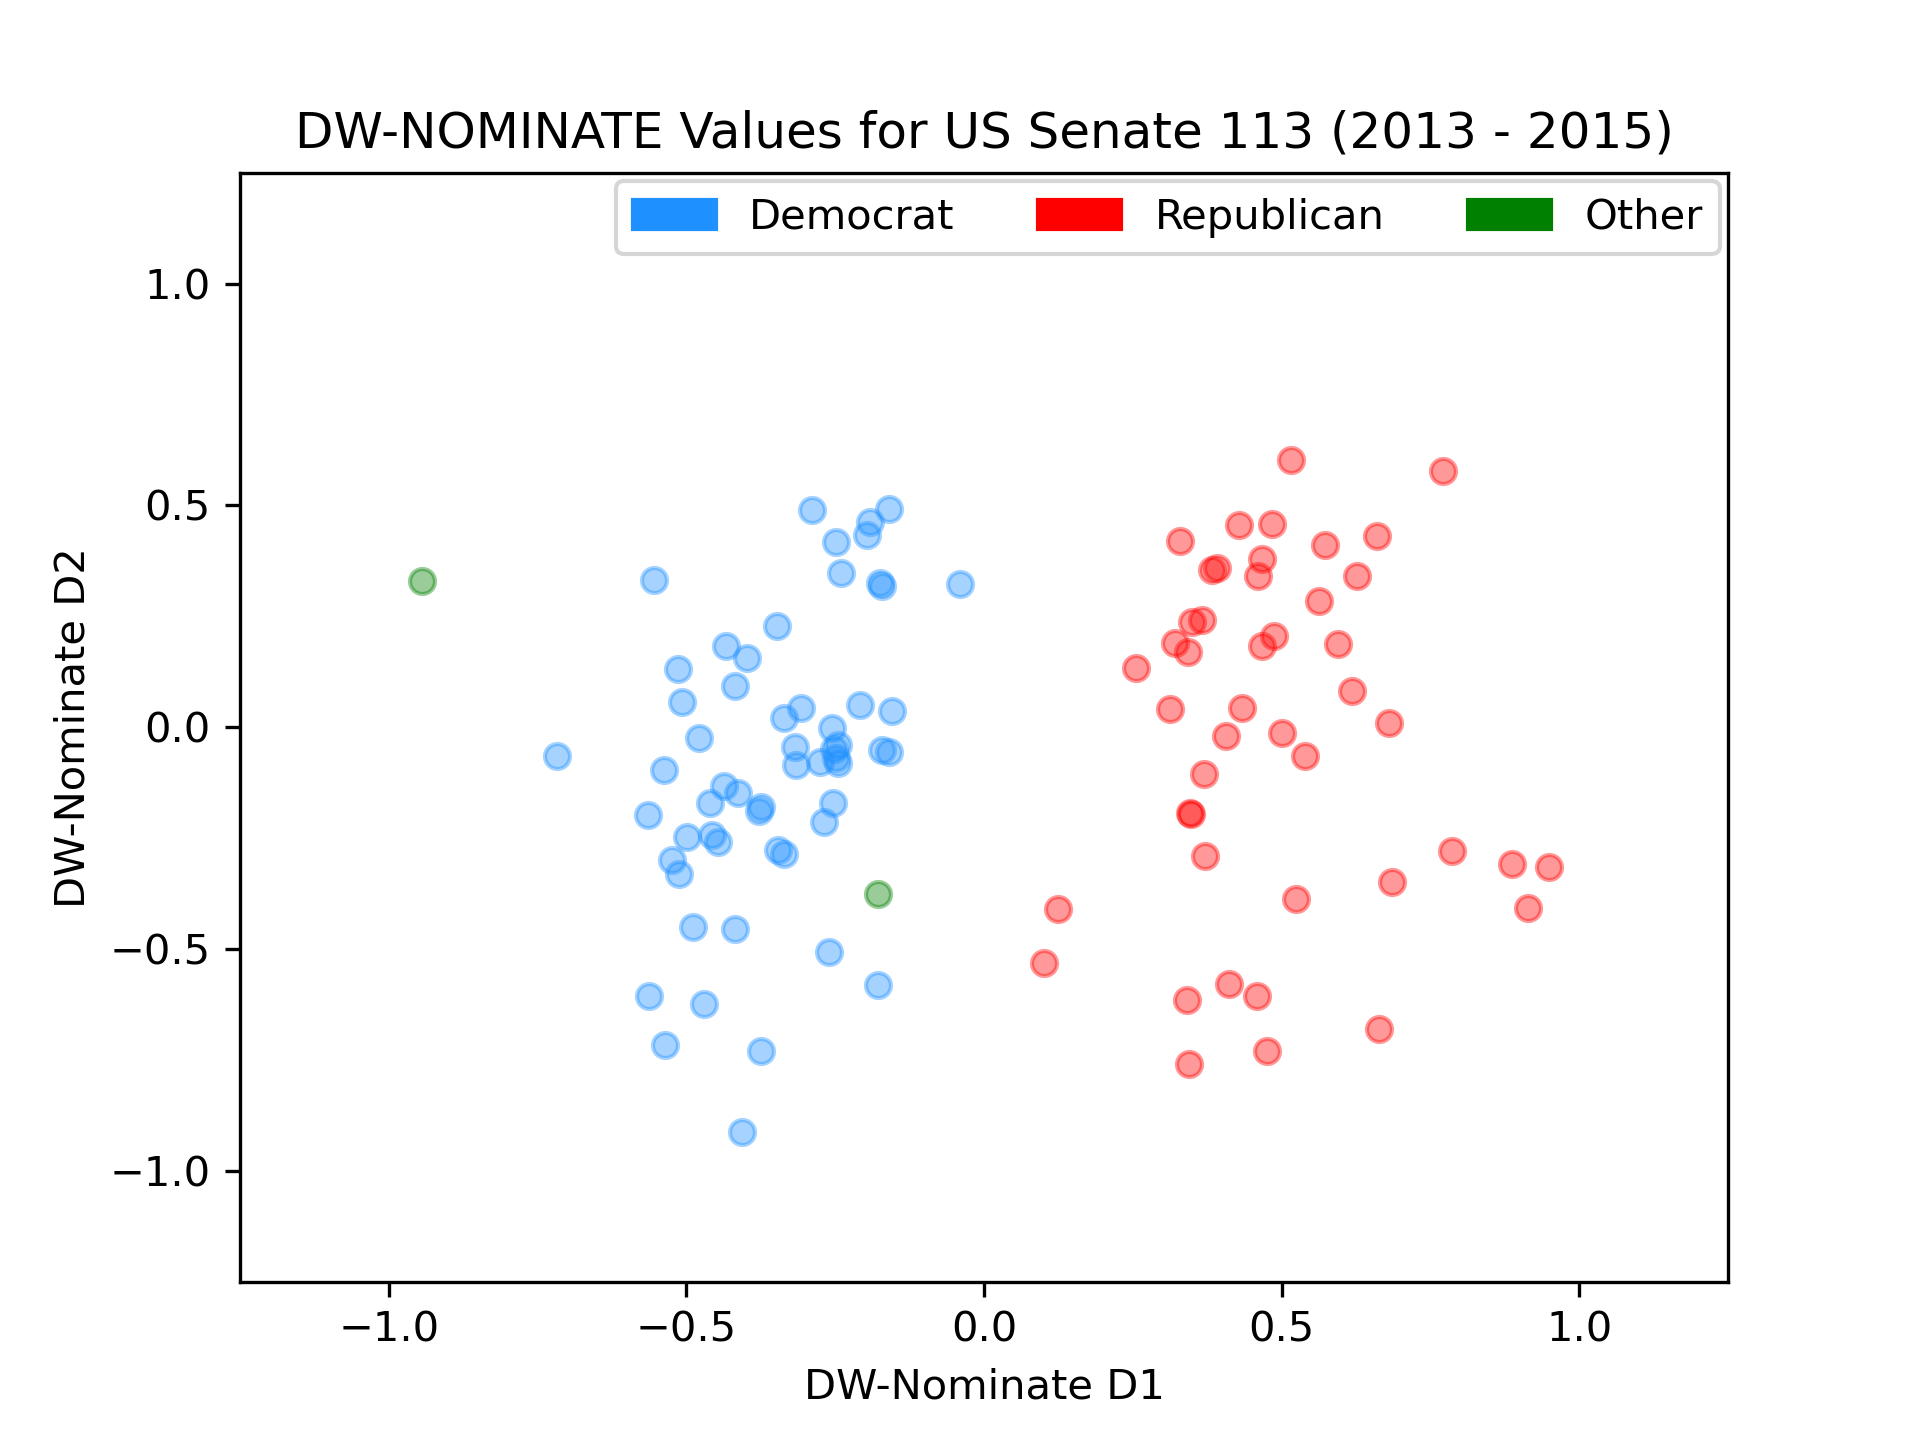 DW-NOMINATE Values for US Senate 113 (2013 - 2015)
Democrat Republican Other
1.0
0.5
0.0
−0.5
−1.0
DW-Nominate D2
−1.0 −0.5 0.0 0.5 1.0
DW-Nominate D1